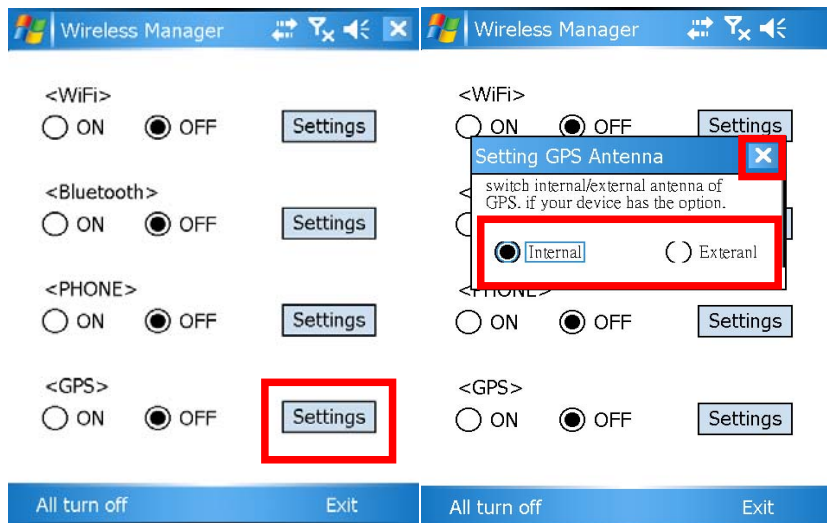 Wireless Manager
<WiFi>
ON OFF Settings
<Bluetooth>
ON OFF Settings
<PHONE>
ON OFF Settings
<GPS>
ON OFF Settings
All turn off Exit
Wireless Manager
<WiFi>
ON OFF Settings
Setting GPS Antenna
switch internal/external antenna of
GPS. if your device has the option.
Internal Exteranl
<PHONE>
ON OFF Settings
<GPS>
ON OFF Settings
All turn off Exit